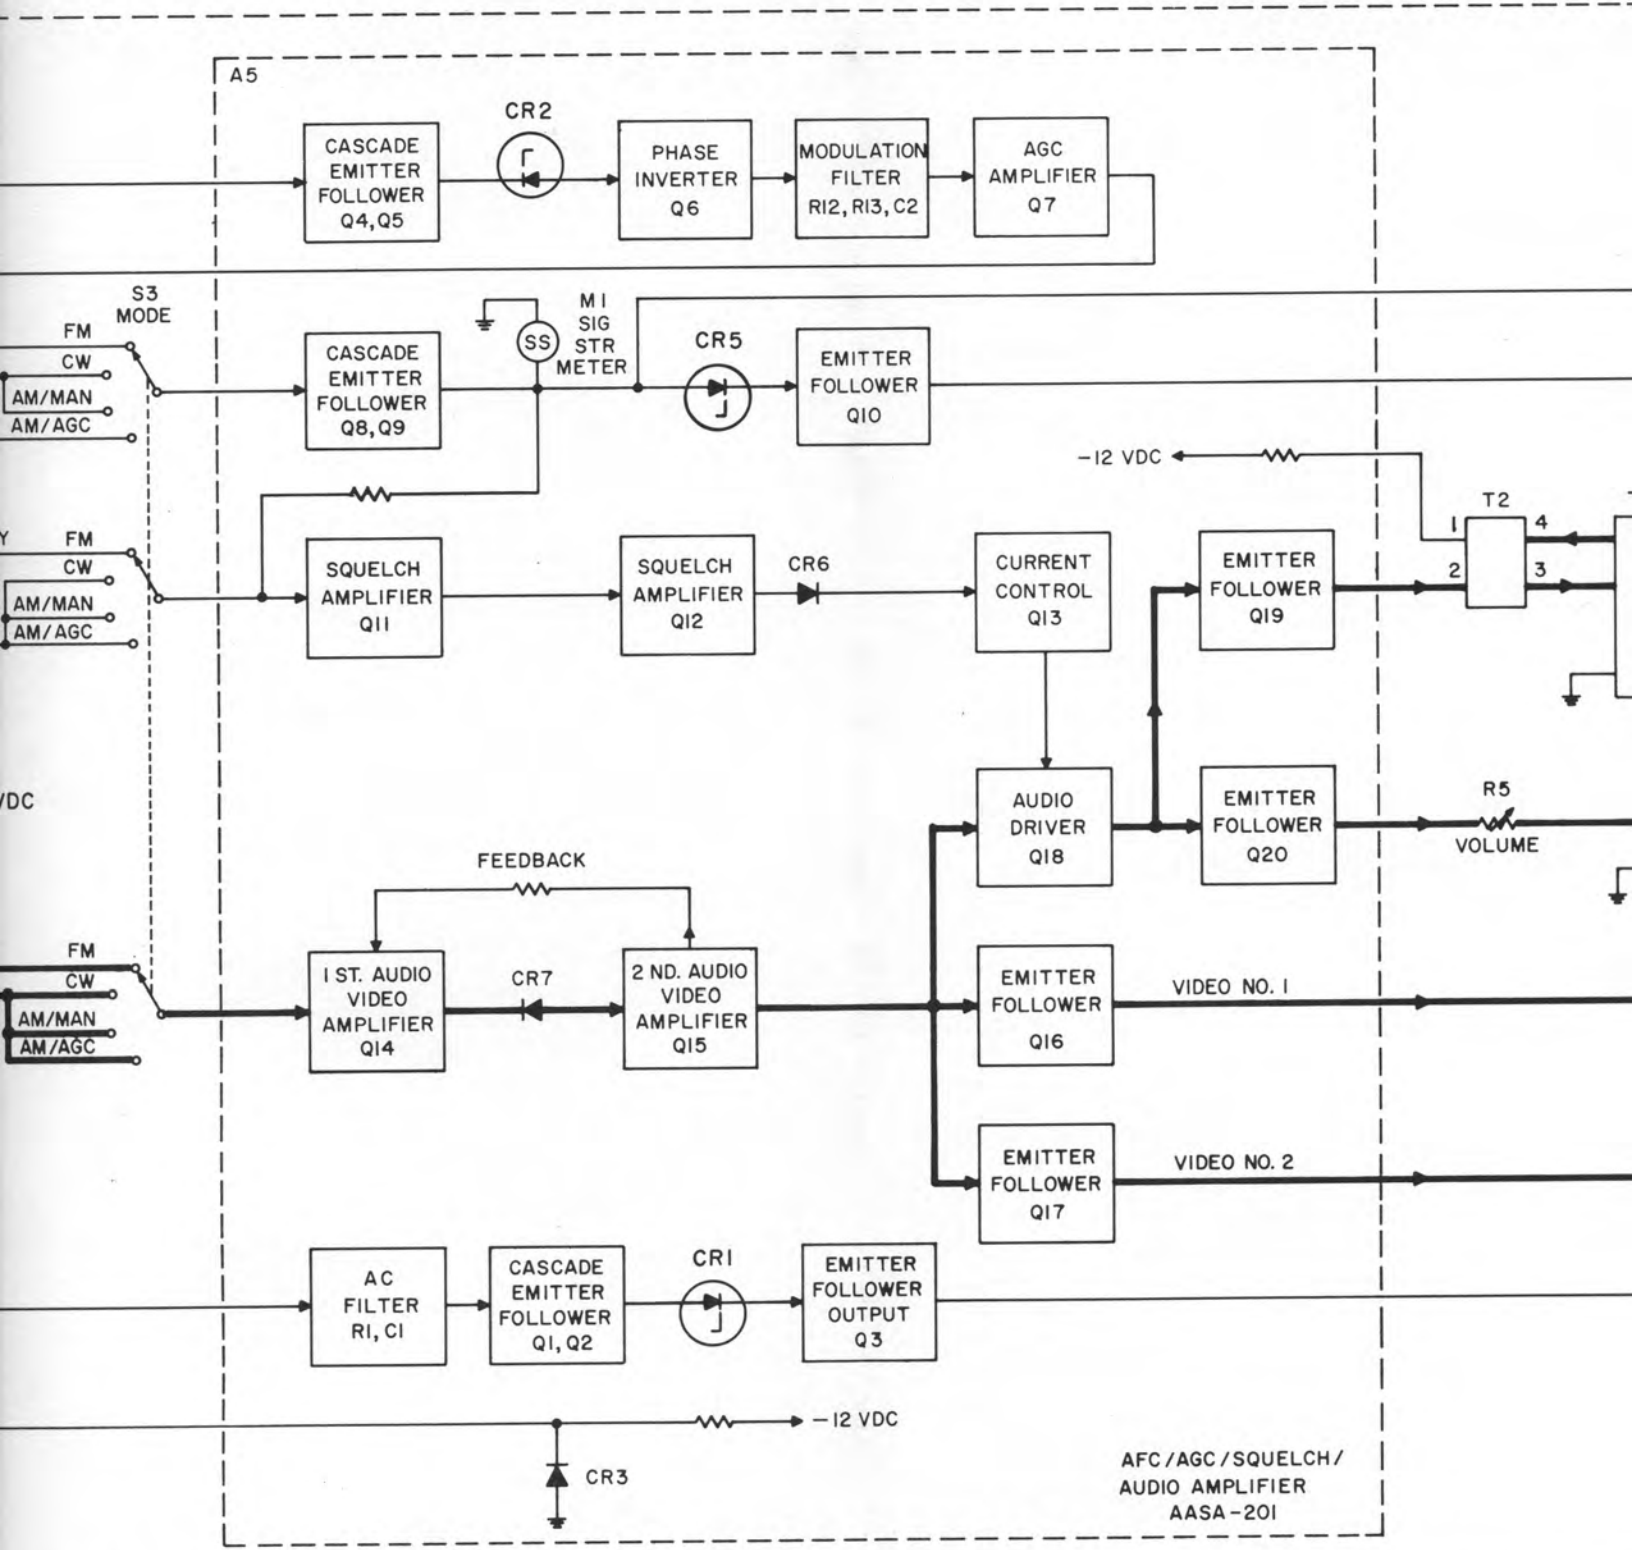 A5
CR2
CASCADE
EMITTER
FOLLOWER
Q4, Q5
PHASE
INVERTER
Q6
MODULATION
FILTER
R12, R13, C2
AGC
AMPLIFIER
Q7
S3
MODE
FM
CW
AM/MAN
AM/AGC
CASCADE
EMITTER
FOLLOWER
Q8, Q9
SS
M1
SIG
STR
METER
CR5
EMITTER
FOLLOWER
Q10
-12 VDC
T2
1
4
2
3
Y
FM
CW
AM/MAN
AM/AGC
SQUELCH
AMPLIFIER
Q11
SQUELCH
AMPLIFIER
Q12
CR6
CURRENT
CONTROL
Q13
EMITTER
FOLLOWER
Q19
/DC
AUDIO
DRIVER
Q18
EMITTER
FOLLOWER
Q20
R5
VOLUME
FEEDBACK
FM
CW
AM/MAN
AM/AGC
1 ST. AUDIO
VIDEO
AMPLIFIER
Q14
CR7
2 ND. AUDIO
VIDEO
AMPLIFIER
Q15
EMITTER
FOLLOWER
Q16
VIDEO NO. 1
EMITTER
FOLLOWER
Q17
VIDEO NO. 2
AC
FILTER
R1, C1
CASCADE
EMITTER
FOLLOWER
Q1, Q2
CR1
EMITTER
FOLLOWER
OUTPUT
Q3
-12 VDC
CR3
AFC/AGC/SQUELCH/
AUDIO AMPLIFIER
AASA-201